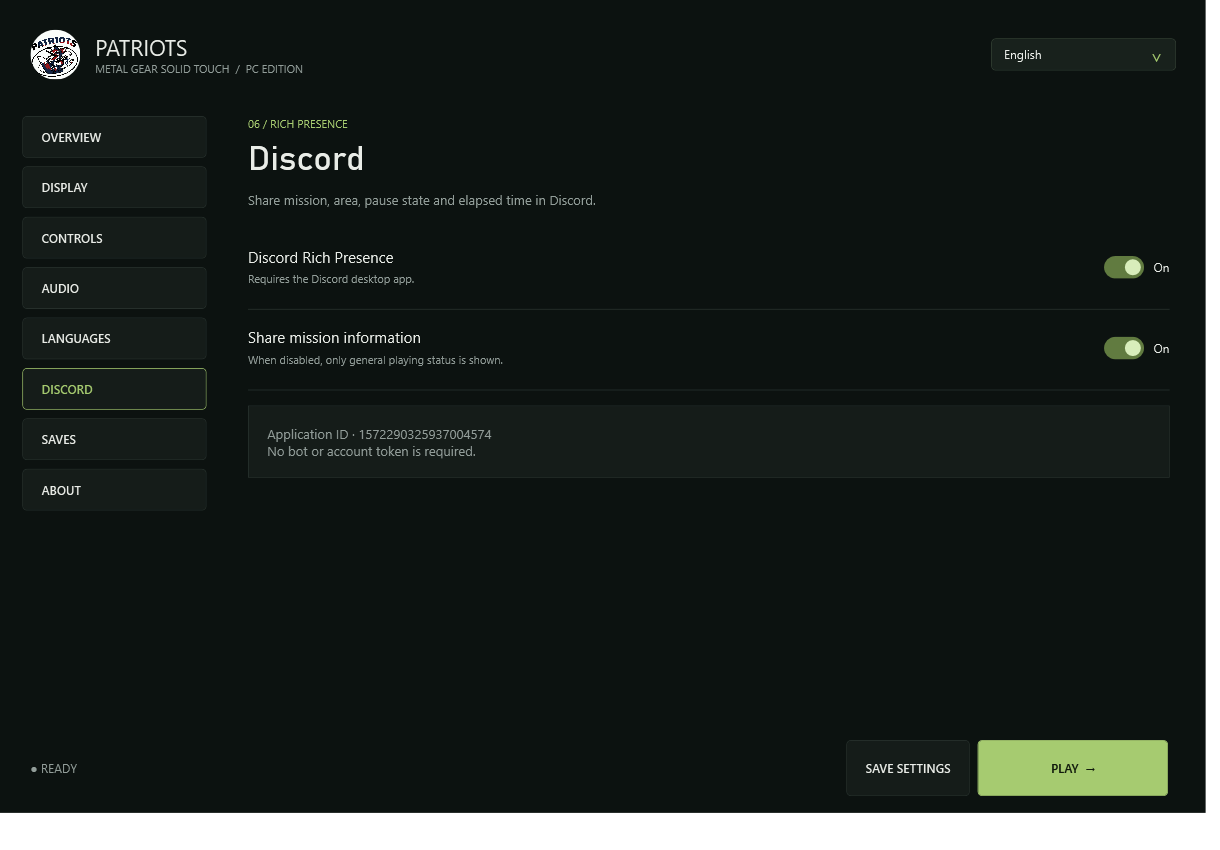 PATRIOTS
PATRIOTS
METAL GEAR SOLID TOUCH / PC EDITION
English
OVERVIEW
DISPLAY
CONTROLS
AUDIO
LANGUAGES
DISCORD
SAVES
ABOUT
06 / RICH PRESENCE
Discord
Share mission, area, pause state and elapsed time in Discord.
Discord Rich Presence
Requires the Discord desktop app.
On
Share mission information
When disabled, only general playing status is shown.
On
Application ID · 1572290325937004574
No bot or account token is required.
● READY
SAVE SETTINGS
PLAY →